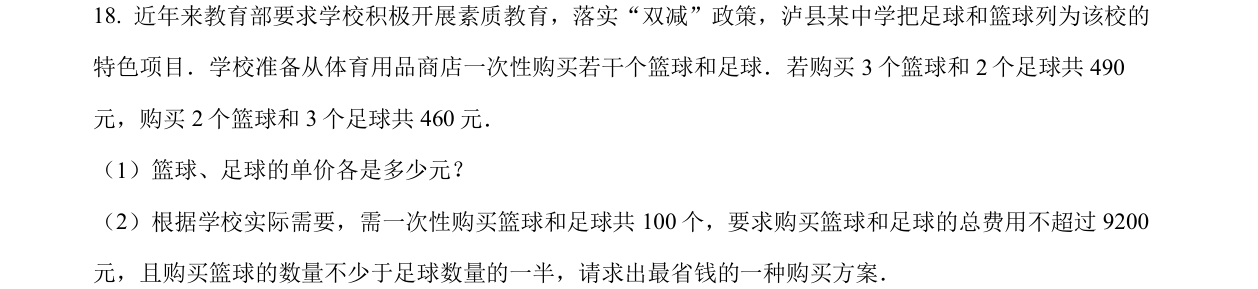 18. 近年来教育部要求学校积极开展素质教育，落实“双减”政策，泸县某中学把足球和篮球列为该校的
特色项目．学校准备从体育用品商店一次性购买若干个篮球和足球．若购买 3 个篮球和 2 个足球共 490
元，购买 2 个篮球和 3 个足球共 460 元．
（1）篮球、足球的单价各是多少元？
（2）根据学校实际需要，需一次性购买篮球和足球共 100 个，要求购买篮球和足球的总费用不超过 9200
元，且购买篮球的数量不少于足球数量的一半，请求出最省钱的一种购买方案．